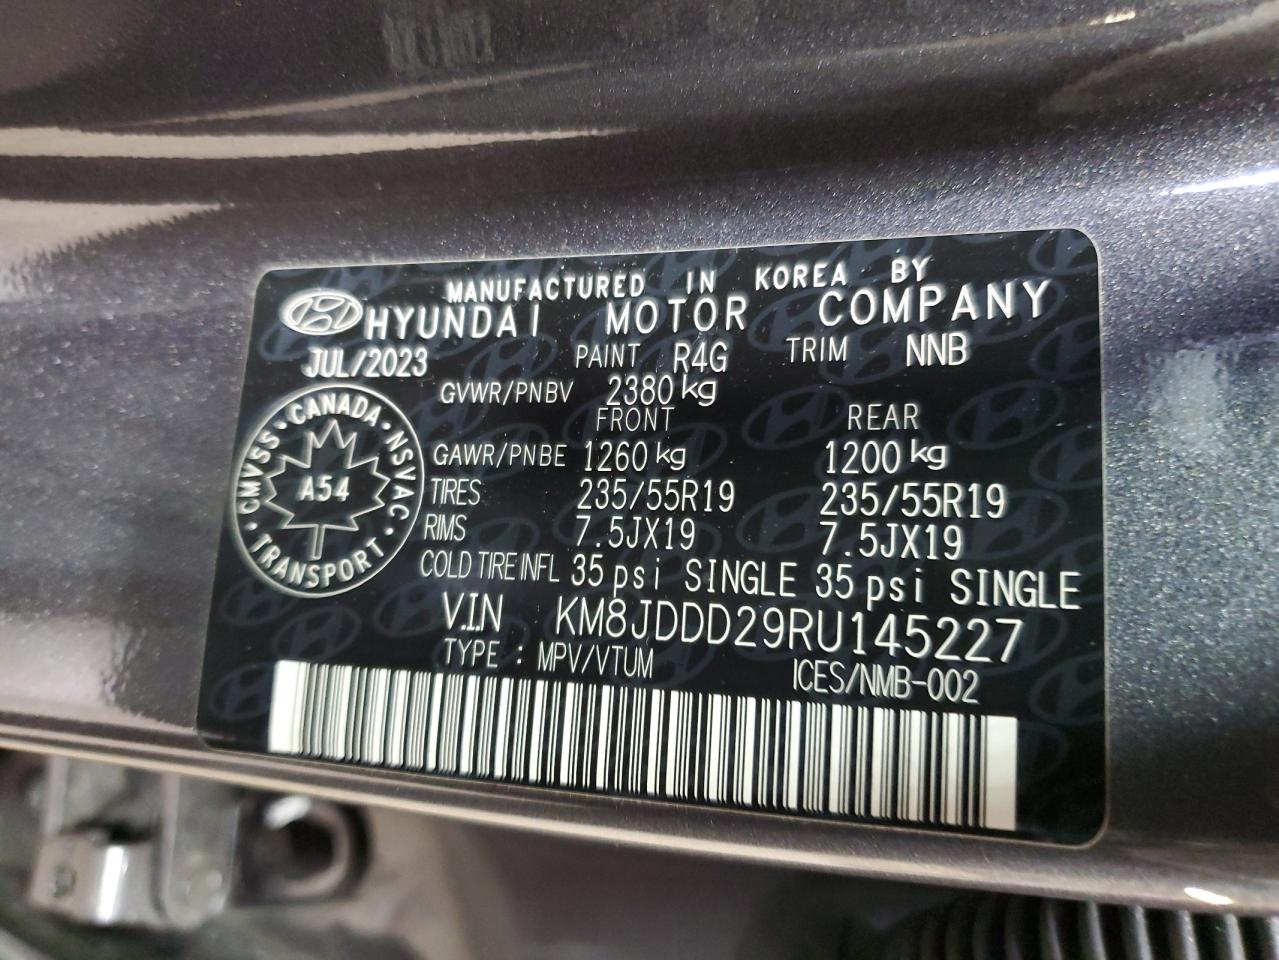 MANUFACTURED IN KOREA BY
HYUNDAI MOTOR COMPANY
JUL/2023 PAINT R4G TRIM NNB
GVWR/PNBV 2380 kg
FRONT REAR
GAWR/PNBE 1260 kg 1200 kg
TIRES 235/55R19 235/55R19
RIMS 7.5JX19 7.5JX19
COLD TIRE INFL 35 psi SINGLE 35 psi SINGLE
V.I.N KM8JDDD29RU145227
TYPE : MPV/VTUM ICES/NMB-002
CMVSS · CANADA · NSVAC · TRANSPORT ·
A54